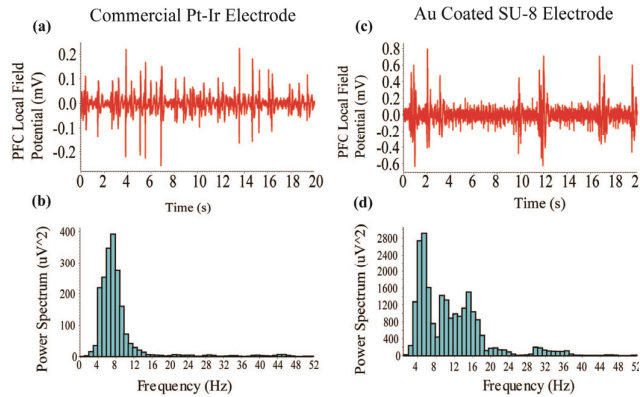 Commercial Pt-Ir Electrode
Au Coated SU-8 Electrode
(a)
PFC Local Field
Potential (mV)
0.2
0.1
0.0
-0.1
-0.2
0 2 4 6 8 10 12 14 16 18 20
Time (s)
(b)
Power Spectrum (uV^2)
400
300
200
100
0
0 4 8 12 16 20 24 28 32 36 40 44 48 52
Frequency (Hz)
(c)
PFC Local Field
Potential (mV)
0.8
0.6
0.4
0.2
0.0
-0.2
-0.4
-0.6
0 2 4 6 8 10 12 14 16 18 20
Time (s)
(d)
Power Spectrum (uV^2)
2800
2400
2000
1600
1200
800
400
0
4 8 12 16 20 24 28 32 36 40 44 48 52
Frequency (Hz)